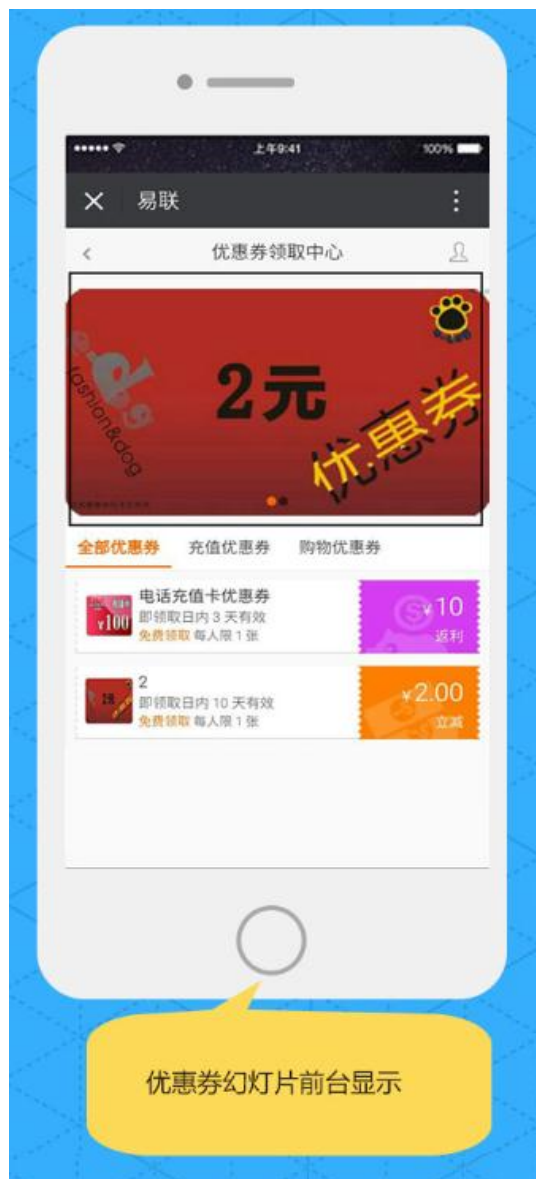 上午9:41
100%
易联
优惠券领取中心
fashion&dog
2元
优惠券
全部优惠券 充值优惠券 购物优惠券
电话充值卡优惠券
即领取日内 3 天有效
免费领取 每人限 1 张
¥100
¥10
返利
2
即领取日内 10 天有效
免费领取 每人限 1 张
¥2.00
立减
优惠券幻灯片前台显示